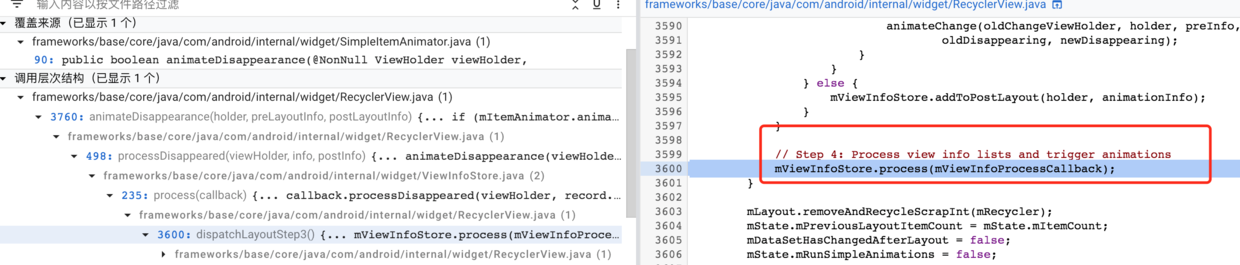 输入内容以按文件路径过滤
覆盖来源（已显示 1 个）
frameworks/base/core/java/com/android/internal/widget/SimpleItemAnimator.java (1)
90: public boolean animateDisappearance(@NonNull ViewHolder viewHolder,
调用层次结构（已显示 1 个）
frameworks/base/core/java/com/android/internal/widget/RecyclerView.java (1)
3760: animateDisappearance(holder, preLayoutInfo, postLayoutInfo) {... if (mItemAnimator.anima...
frameworks/base/core/java/com/android/internal/widget/RecyclerView.java (1)
498: processDisappeared(viewHolder, info, postInfo) {... animateDisappearance(viewHolde...
frameworks/base/core/java/com/android/internal/widget/ViewInfoStore.java (2)
235: process(callback) {... callback.processDisappeared(viewHolder, record....
frameworks/base/core/java/com/android/internal/widget/RecyclerView.java (1)
3600: dispatchLayoutStep3() {... mViewInfoStore.process(mViewInfoProce...
frameworks/base/core/java/com/android/internal/widget/RecyclerView.java (1)
frameworks/base/core/java/com/android/internal/widget/RecyclerView.java
3590 animateChange(oldChangeViewHolder, holder, preInfo,
3591 oldDisappearing, newDisappearing);
3592 }
3593 }
3594 } else {
3595 mViewInfoStore.addToPostLayout(holder, animationInfo);
3596 }
3597 }
3598
3599 // Step 4: Process view info lists and trigger animations
3600 mViewInfoStore.process(mViewInfoProcessCallback);
3601 }
3602
3603 mLayout.removeAndRecycleScrapInt(mRecycler);
3604 mState.mPreviousLayoutItemCount = mState.mItemCount;
3605 mDataSetHasChangedAfterLayout = false;
3606 mState.mRunSimpleAnimations = false;